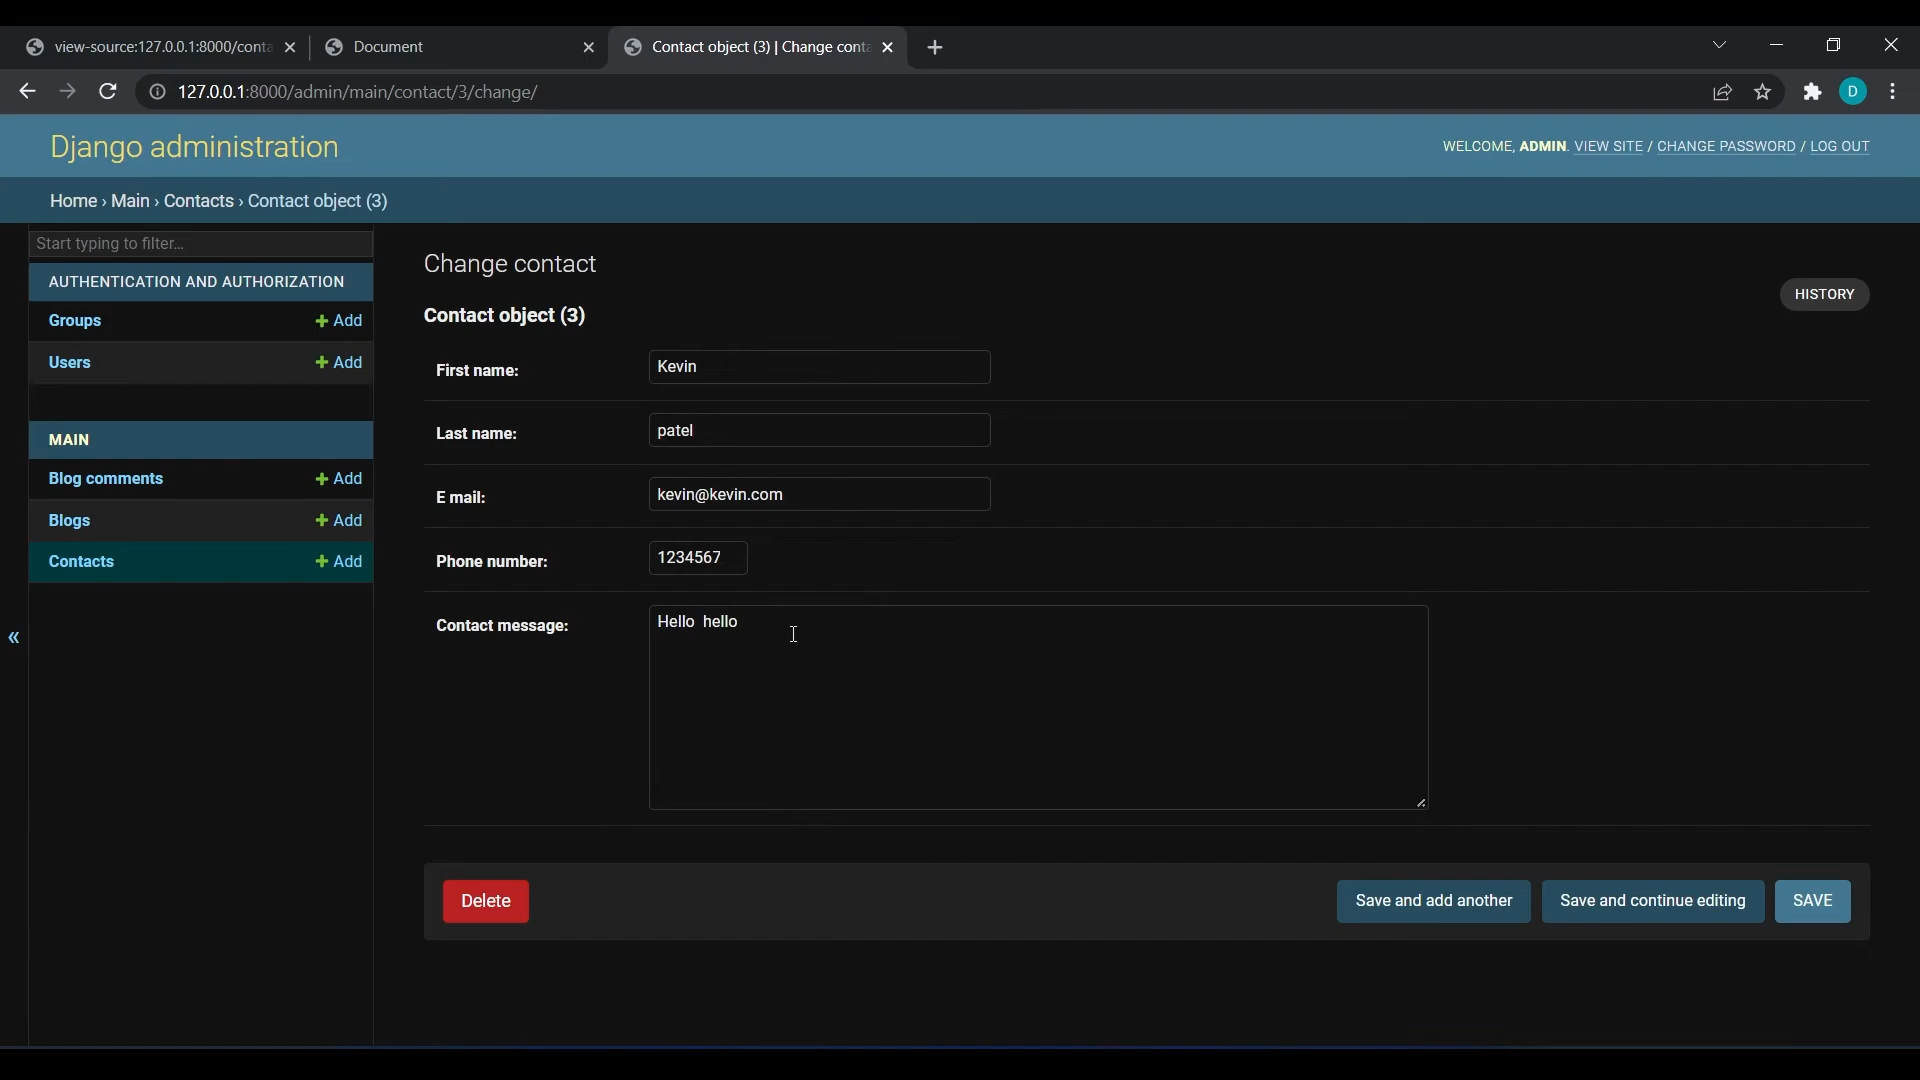 view-source:127.0.0.1:8000/conta
Document
Contact object (3) | Change conta
127.0.0.1:8000/admin/main/contact/3/change/
D
Django administration
WELCOME, ADMIN. VIEW SITE / CHANGE PASSWORD / LOG OUT
Home › Main › Contacts › Contact object (3)
Start typing to filter...
AUTHENTICATION AND AUTHORIZATION
Groups + Add
Users + Add
MAIN
Blog comments + Add
Blogs + Add
Contacts + Add
«
Change contact
HISTORY
Contact object (3)
First name: Kevin
Last name: patel
E mail: kevin@kevin.com
Phone number: 1234567
Contact message: Hello  hello
Delete
Save and add another
Save and continue editing
SAVE